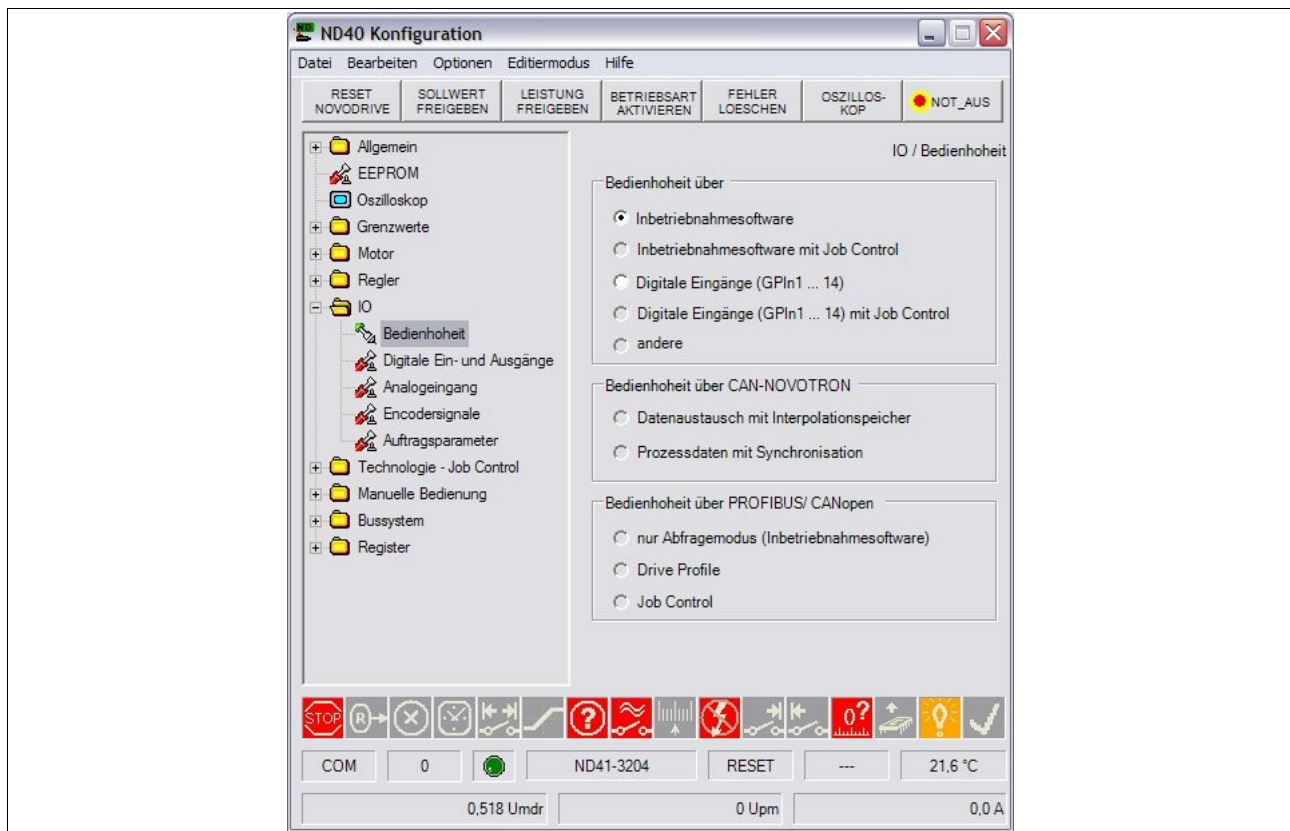 ND40 Konfiguration
Datei Bearbeiten Optionen Editiermodus Hilfe
RESET NOVODRIVE
SOLLWERT FREIGEBEN
LEISTUNG FREIGEBEN
BETRIEBSART AKTIVIEREN
FEHLER LOESCHEN
OSZILLOS-KOP
NOT_AUS
Allgemein
EEPROM
Oszilloskop
Grenzwerte
Motor
Regler
IO
Bedienhoheit
Digitale Ein- und Ausgänge
Analogeingang
Encodersignale
Auftragsparameter
Technologie - Job Control
Manuelle Bedienung
Bussystem
Register
IO / Bedienhoheit
Bedienhoheit über
Inbetriebnahmesoftware
Inbetriebnahmesoftware mit Job Control
Digitale Eingänge (GPIn1 ... 14)
Digitale Eingänge (GPIn1 ... 14) mit Job Control
andere
Bedienhoheit über CAN-NOVOTRON
Datenaustausch mit Interpolationspeicher
Prozessdaten mit Synchronisation
Bedienhoheit über PROFIBUS/ CANopen
nur Abfragemodus (Inbetriebnahmesoftware)
Drive Profile
Job Control
STOP R ? 0?
COM 0 ND41-3204 RESET --- 21,6 °C
0,518 Umdr 0 Upm 0,0 A